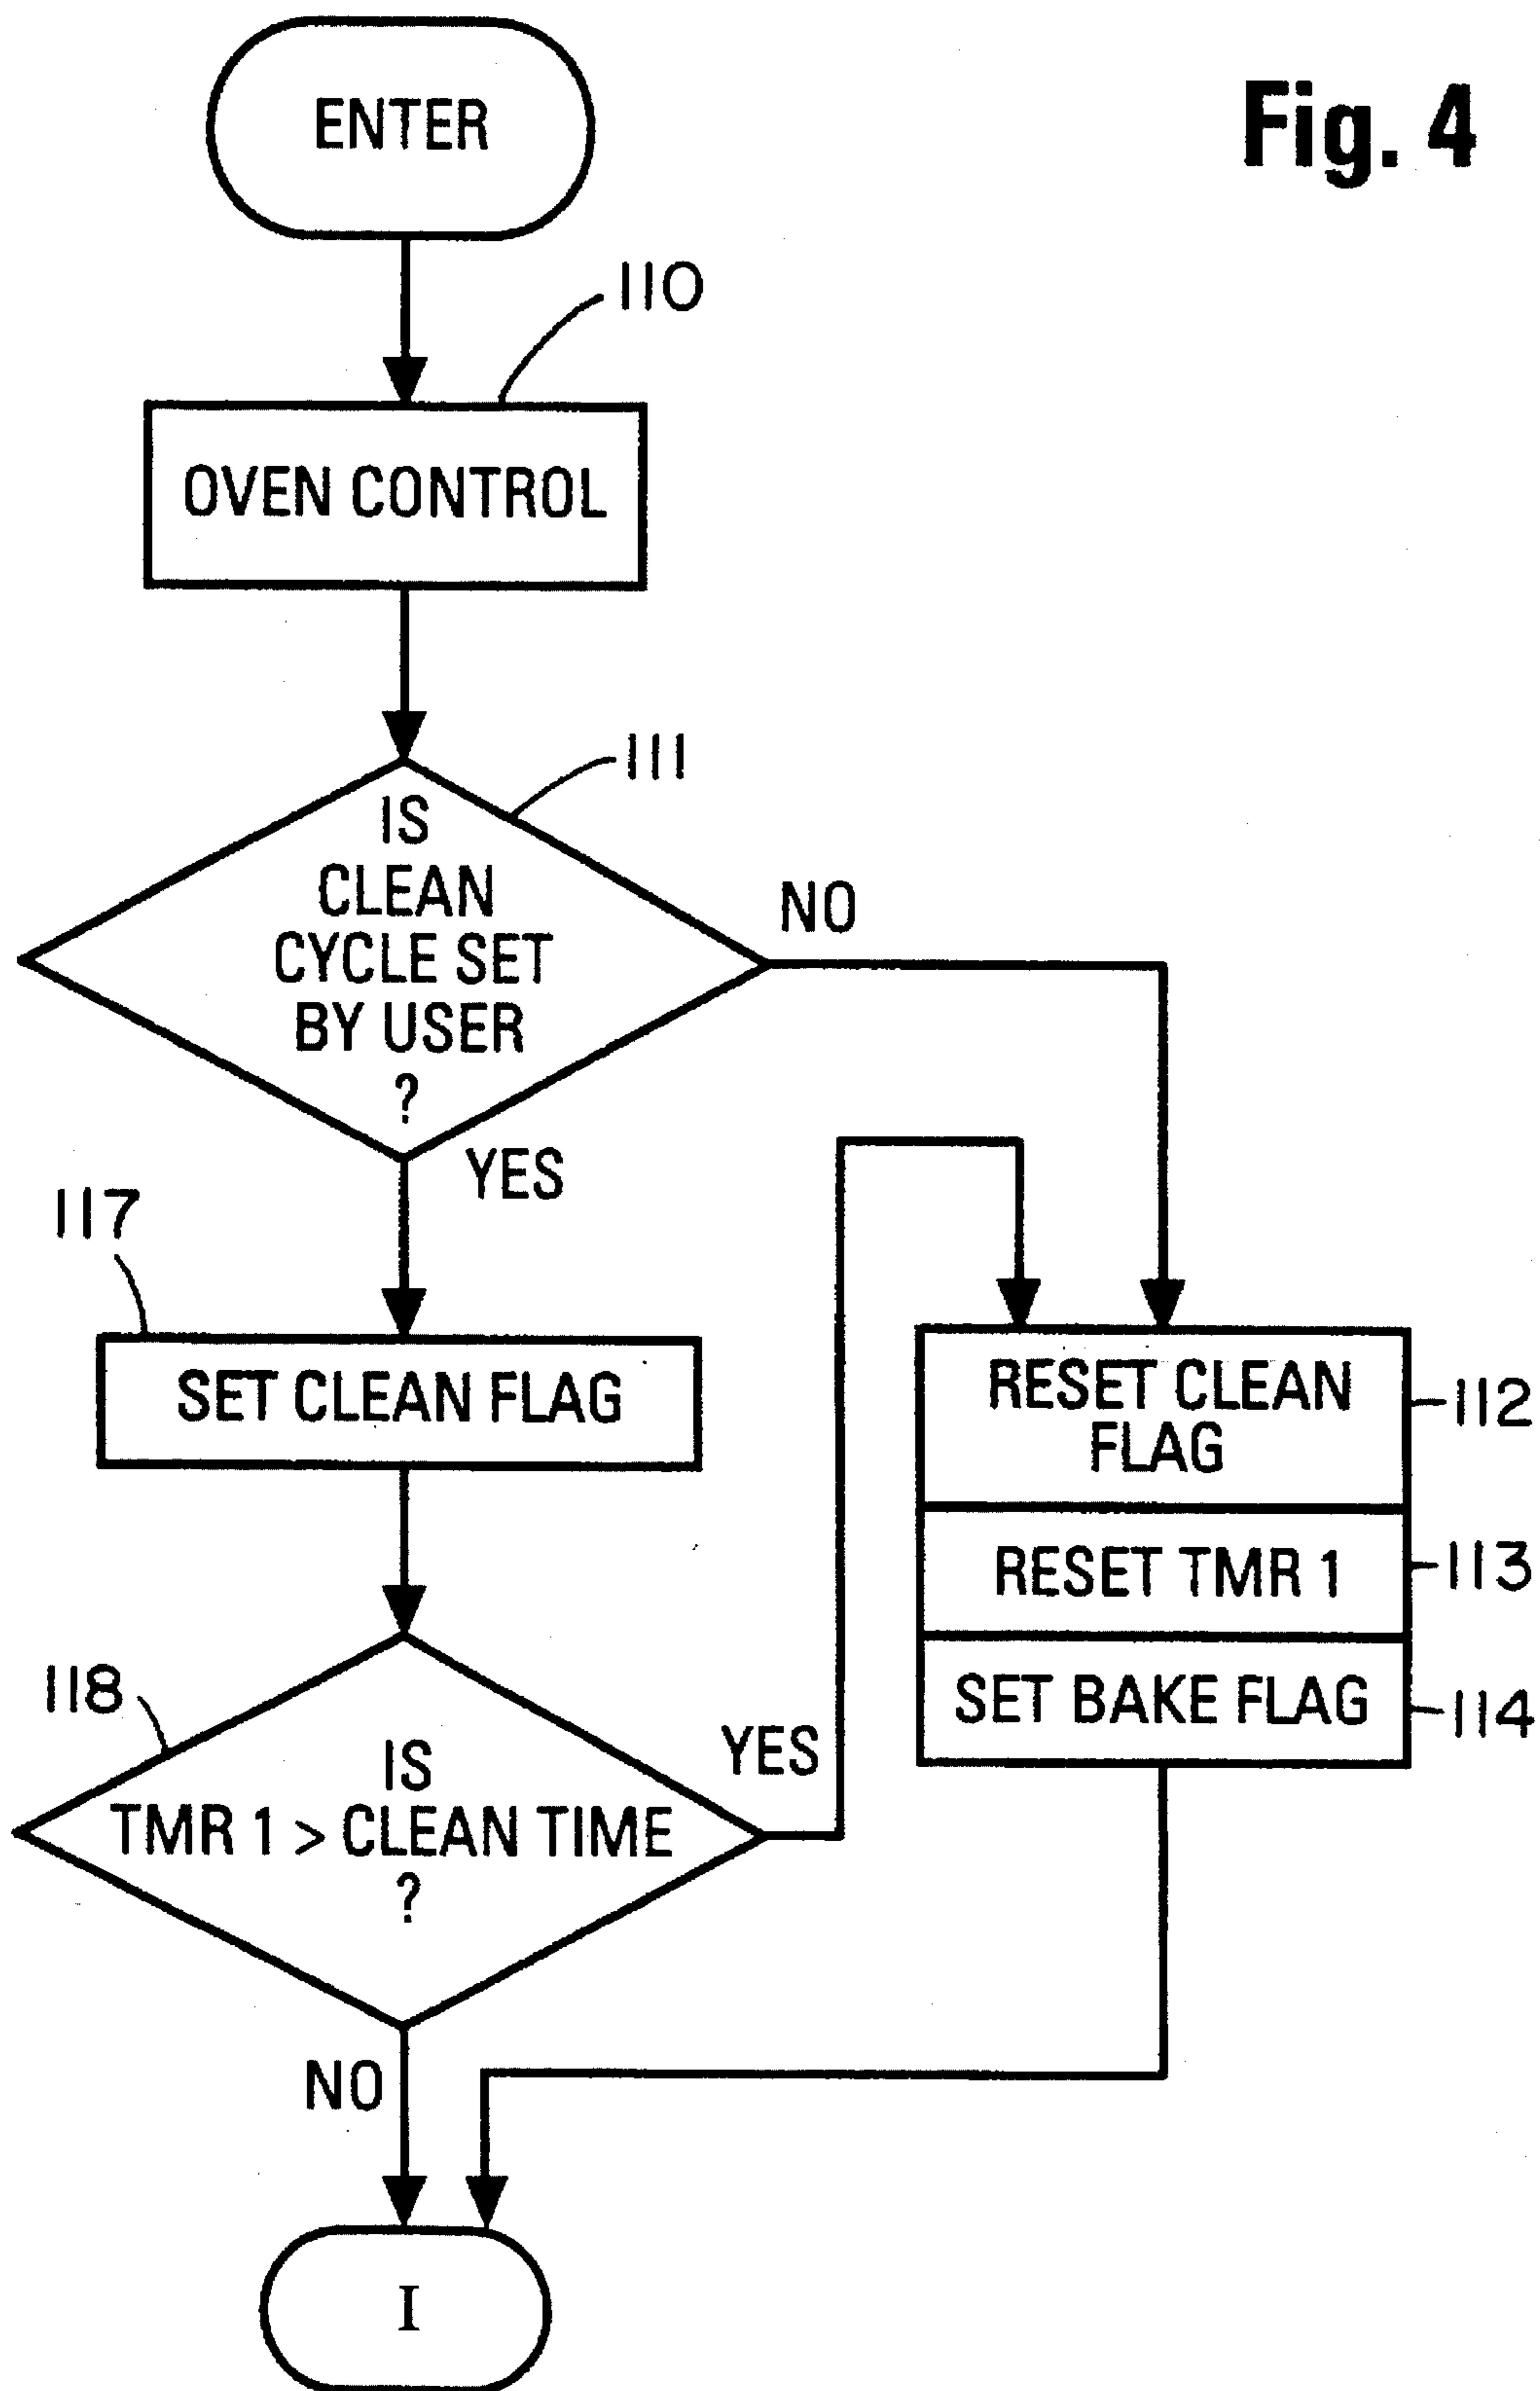 Fig. 4
ENTER
110
OVEN CONTROL
111
IS
CLEAN
CYCLE SET
BY USER
?
NO
YES
117
SET CLEAN FLAG
RESET CLEAN
FLAG
112
RESET TMR 1
113
SET BAKE FLAG
114
118
IS
TMR 1 > CLEAN TIME
?
YES
NO
I